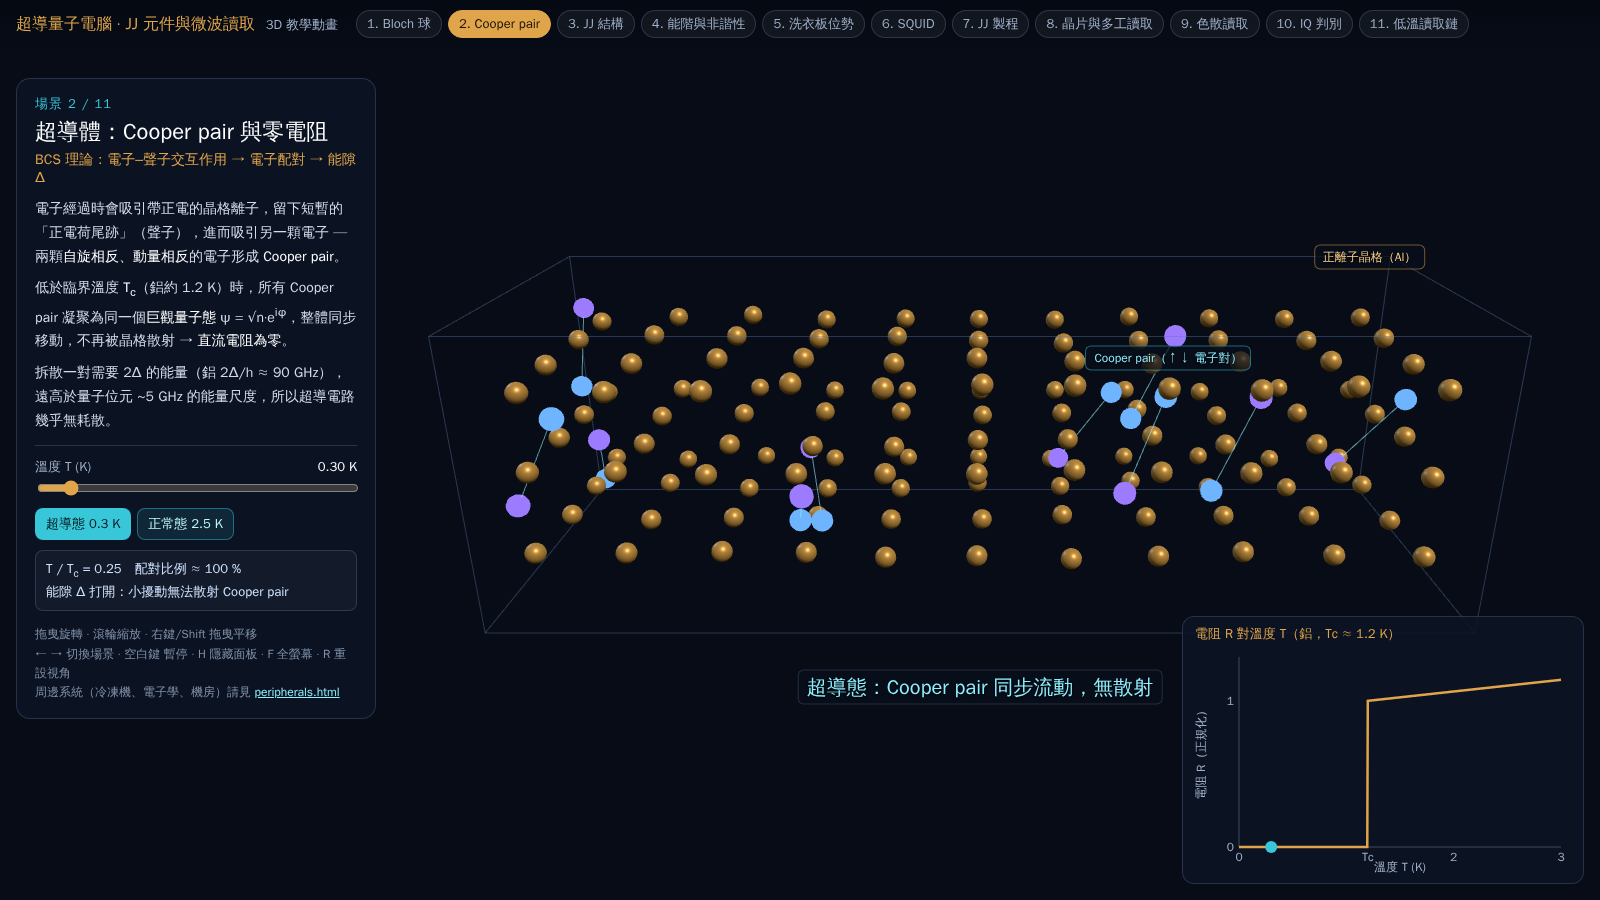 超導量子電腦 · JJ 元件與微波讀取 3D 教學動畫
1. Bloch 球
2. Cooper pair
3. JJ 結構
4. 能階與非諧性
5. 洗衣板位勢
6. SQUID
7. JJ 製程
8. 晶片與多工讀取
9. 色散讀取
10. IQ 判別
11. 低溫讀取鏈
場景 2 / 11
超導體：Cooper pair 與零電阻
BCS 理論：電子–聲子交互作用 → 電子配對 → 能隙
Δ
電子經過時會吸引帶正電的晶格離子，留下短暫的
「正電荷尾跡」（聲子），進而吸引另一顆電子 —
兩顆自旋相反、動量相反的電子形成 Cooper pair。
低於臨界溫度 Tc（鋁約 1.2 K）時，所有 Cooper
pair 凝聚為同一個巨觀量子態 ψ = √n·e^iφ，整體同步
移動，不再被晶格散射 → 直流電阻為零。
拆散一對需要 2Δ 的能量（鋁 2Δ/h ≈ 90 GHz），
遠高於量子位元 ~5 GHz 的能量尺度，所以超導電路
幾乎無耗散。
溫度 T (K) 0.30 K
超導態 0.3 K
正常態 2.5 K
T / Tc = 0.25 配對比例 ≈ 100 %
能隙 Δ 打開：小擾動無法散射 Cooper pair
拖曳旋轉 · 滾輪縮放 · 右鍵/Shift 拖曳平移
← → 切換場景 · 空白鍵 暫停 · H 隱藏面板 · F 全螢幕 · R 重
設視角
周邊系統（冷凍機、電子學、機房）請見 peripherals.html
正離子晶格（Al）
Cooper pair（↑ ↓ 電子對）
超導態：Cooper pair 同步流動，無散射
電阻 R 對溫度 T（鋁，Tc ≈ 1.2 K）
電阻 R（正規化）
1
0
0
Tc
2
3
溫度 T (K)